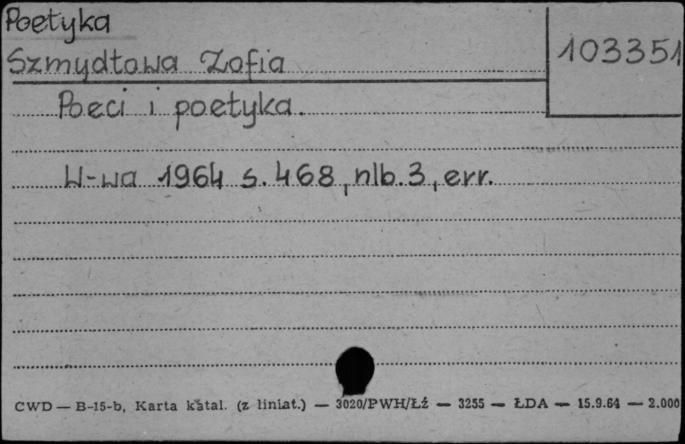 Poetyka
Szmydtowa Zofia
103351
Poeci i poetyka.
W-wa 1964 s. 468, nlb. 3, err.
CWD — B-15-b, Karta katal. (z liniat.) — 3020/PWH/Łź — 3255 — ŁDA — 15.9.64 — 2.000